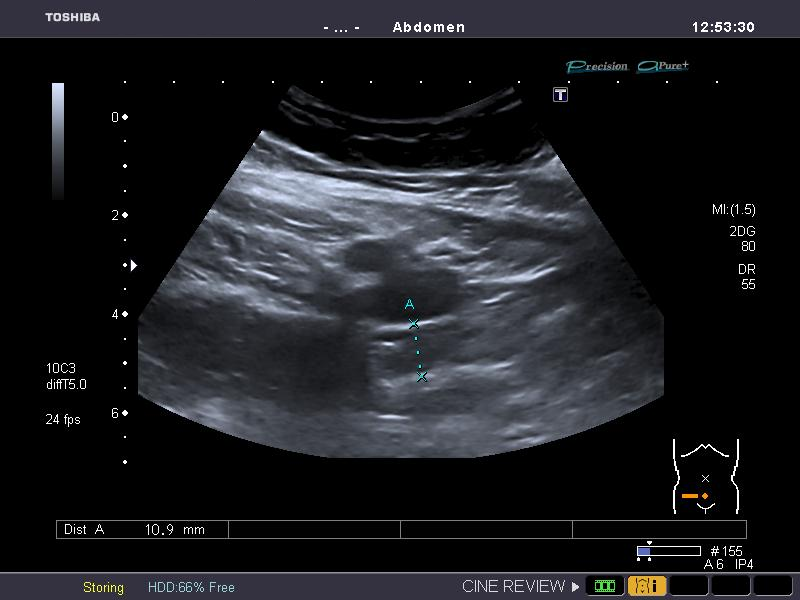 TOSHIBA
- ... - Abdomen 12:53:30
Precision APure+
T
0
2
MI:(1.5)
2DG
80
DR
55
A
4
10C3
diffT5.0
6
24 fps
Dist A 10.9 mm
#155
A 6 IP4
Storing HDD:66% Free CINE REVIEW
i